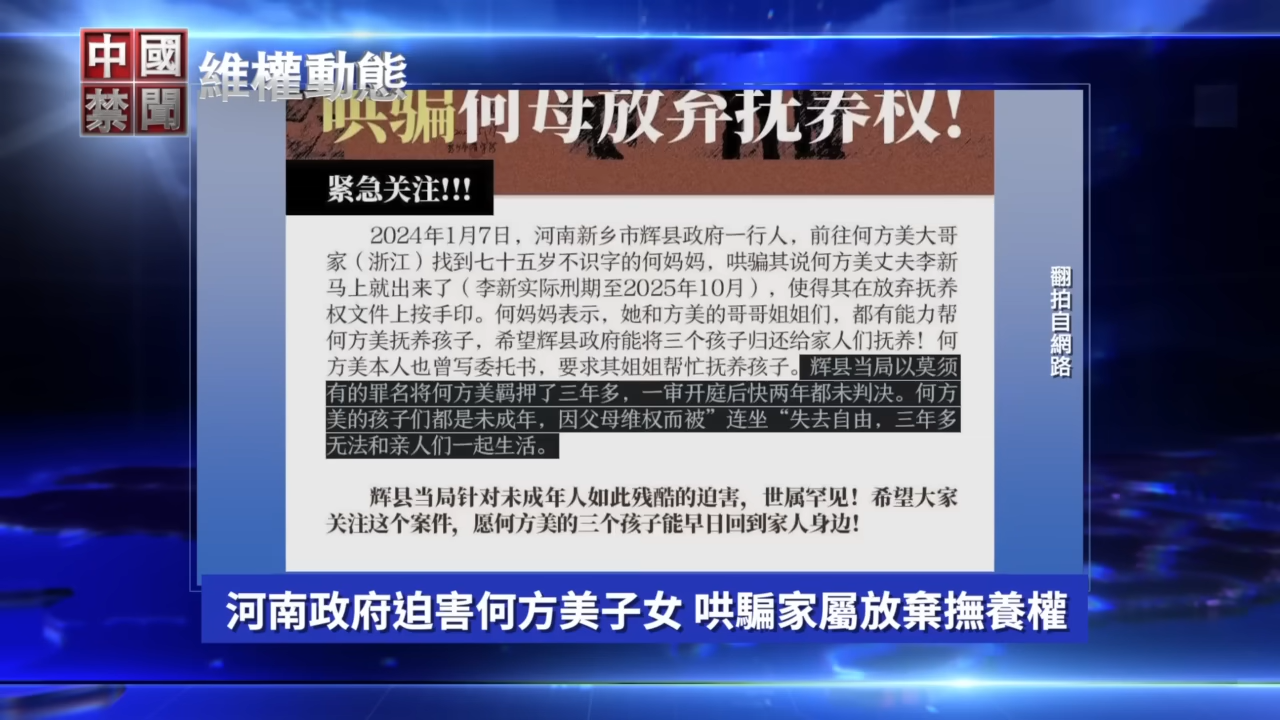 中國
禁聞
維權動態
哄骗何母放弃抚养权!
紧急关注!!!
2024年1月7日，河南新乡市辉县政府一行人，前往何方美大哥
家（浙江）找到七十五岁不识字的何妈妈，哄骗其说何方美丈夫李新
马上就出来了（李新实际刑期至2025年10月），使得其在放弃抚养
权文件上按手印。何妈妈表示，她和方美的哥哥姐姐们，都有能力帮
何方美抚养孩子，希望辉县政府能将三个孩子归还给家人们抚养！何
方美本人也曾写委托书，要求其姐姐帮忙抚养孩子。辉县当局以莫须
有的罪名将何方美羁押了三年多，一审开庭后快两年都未判决。何方
美的孩子们都是未成年，因父母维权而被”连坐“失去自由，三年多
无法和亲人们一起生活。
辉县当局针对未成年人如此残酷的迫害，世属罕见！希望大家
关注这个案件，愿何方美的三个孩子能早日回到家人身边!
翻拍自網路
河南政府迫害何方美子女 哄騙家屬放棄撫養權